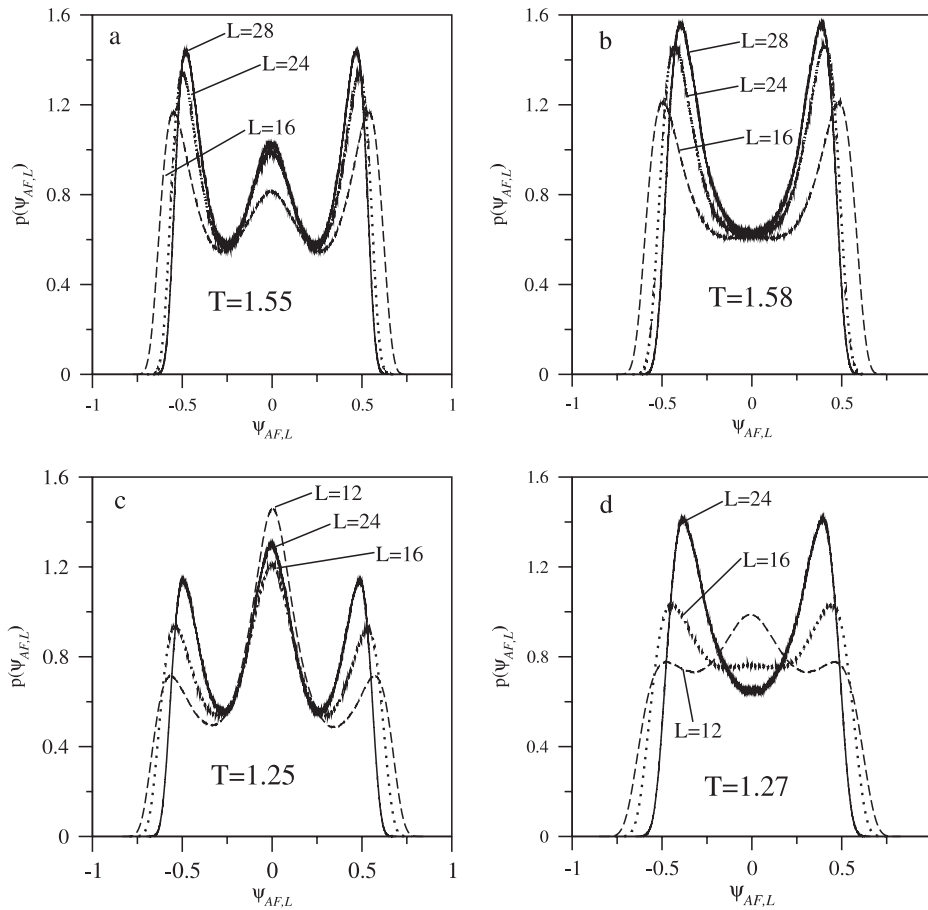 a
L=28
L=24
L=16
T=1.55
p(ψAF,L)
1.6
1.2
0.8
0.4
0
-1
-0.5
0
0.5
1
ψAF,L
b
L=28
L=24
L=16
T=1.58
p(ψAF,L)
1.6
1.2
0.8
0.4
0
-1
-0.5
0
0.5
ψAF,L
c
L=12
L=24
L=16
T=1.25
p(ψAF,L)
1.6
1.2
0.8
0.4
0
-1
-0.5
0
0.5
1
ψAF,L
d
L=24
L=16
L=12
T=1.27
p(ψAF,L)
1.6
1.2
0.8
0.4
0
-1
-0.5
0
0.5
ψAF,L